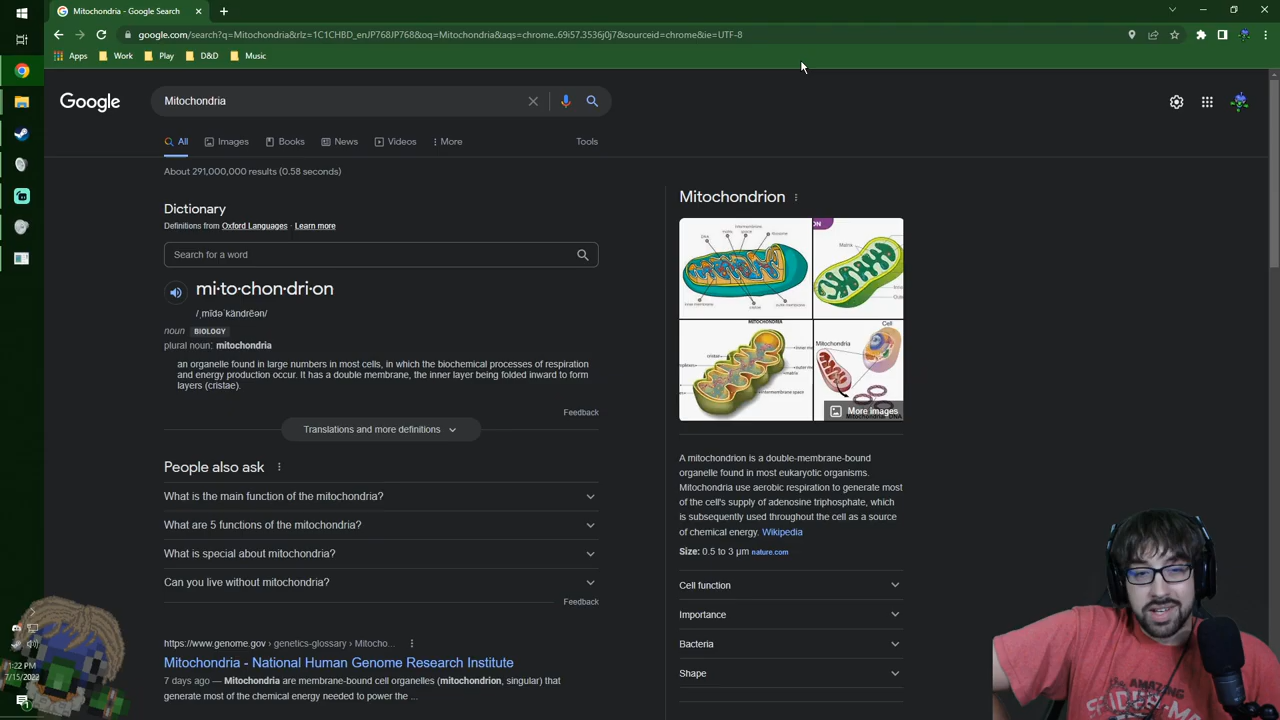 Mitochondria - Google Search
google.com/search?q=Mitochondria&rlz=1C1CHBD_enJP768JP768&oq=Mitochondria&aqs=chrome..69i57.3536j0j7&sourceid=chrome&ie=UTF-8
Apps Work Play D&D Music
Google
Mitochondria
All Images Books News Videos More Tools
About 291,000,000 results (0.58 seconds)
Dictionary
Definitions from Oxford Languages · Learn more
Search for a word
mi·to·chon·dri·on
/ˌmīdəˈkändrēən/
noun BIOLOGY
plural noun: mitochondria
an organelle found in large numbers in most cells, in which the biochemical processes of respiration
and energy production occur. It has a double membrane, the inner layer being folded inward to form
layers (cristae).
Feedback
Translations and more definitions
People also ask
What is the main function of the mitochondria?
What are 5 functions of the mitochondria?
What is special about mitochondria?
Can you live without mitochondria?
Feedback
https://www.genome.gov › genetics-glossary › Mitocho...
Mitochondria - National Human Genome Research Institute
7 days ago — Mitochondria are membrane-bound cell organelles (mitochondrion, singular) that
generate most of the chemical energy needed to power the ...
Mitochondrion
ON
Matrix
MITOCHONDRIA
Cell
Mitochondria
intermembrane space
More images
A mitochondrion is a double-membrane-bound
organelle found in most eukaryotic organisms.
Mitochondria use aerobic respiration to generate most
of the cell's supply of adenosine triphosphate, which
is subsequently used throughout the cell as a source
of chemical energy. Wikipedia
Size: 0.5 to 3 μm nature.com
Cell function
Importance
Bacteria
Shape
1:22 PM
7/15/2022
AMAZING